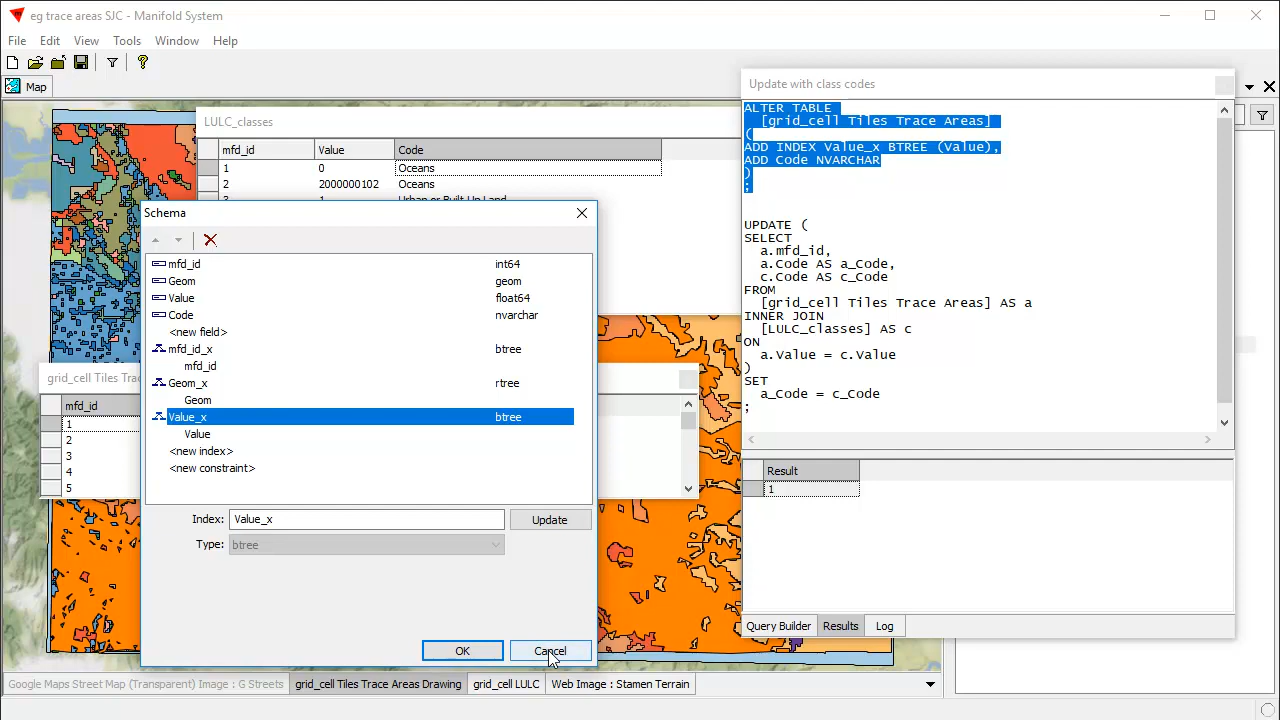 eg trace areas SJC - Manifold System
File Edit View Tools Window Help
Map
Update with class codes
ALTER TABLE
[grid_cell Tiles Trace Areas]
(
ADD INDEX Value_x BTREE (Value),
ADD Code NVARCHAR
)
;
UPDATE (
SELECT
a.mfd_id,
a.Code AS a_Code,
c.Code AS c_Code
FROM
[grid_cell Tiles Trace Areas] AS a
INNER JOIN
[LULC_classes] AS c
ON
a.Value = c.Value
)
SET
a_Code = c_Code
;
Result
1
Query Builder Results Log
LULC_classes
mfd_id Value Code
1 0 Oceans
2 2000000102 Oceans
Schema
mfd_id int64
Geom geom
Value float64
Code nvarchar
<new field>
mfd_id_x btree
mfd_id
Geom_x rtree
Geom
Value_x btree
Value
<new index>
<new constraint>
Index: Value_x Update
Type: btree
OK Cancel
grid_cell Tiles Trac
mfd_id
1
2
3
4
5
Google Maps Street Map (Transparent) Image : G Streets grid_cell Tiles Trace Areas Drawing grid_cell LULC Web Image : Stamen Terrain